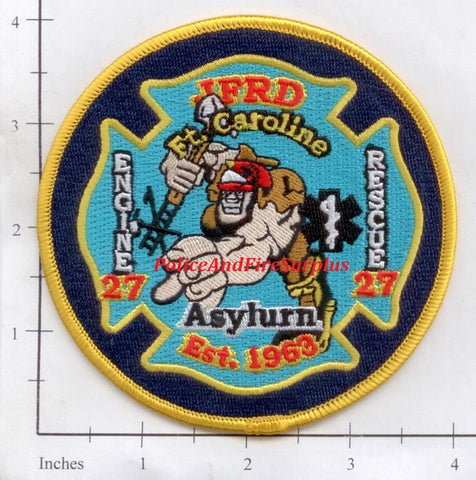 JFRD
Ft. Caroline
ENGINE
27
RESCUE
27
PoliceAndFireSurplus
Asylum
Est. 1963
4
3
2
1
Inches 1 2 3 4